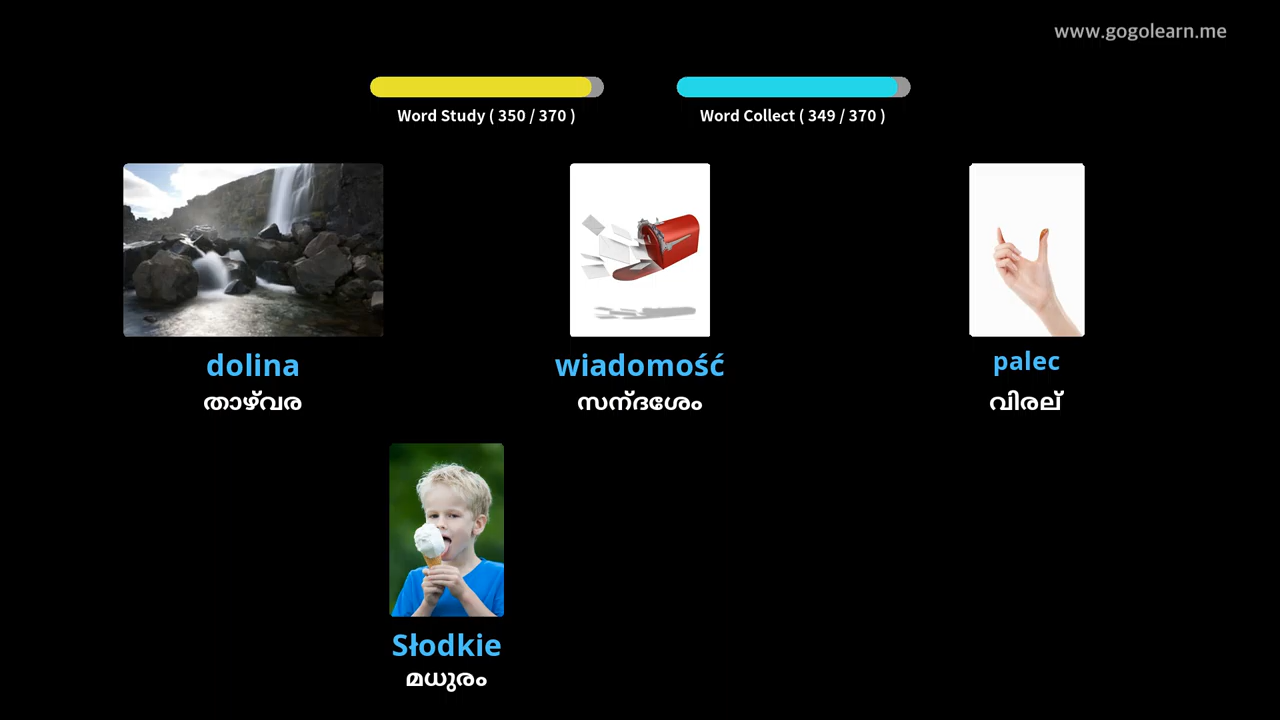 www.gogolearn.me
Word Study ( 350 / 370 )
Word Collect ( 349 / 370 )
dolina
താഴ്വര
wiadomość
സന്ദശേം
palec
വിരല്
Słodkie
മധുരം